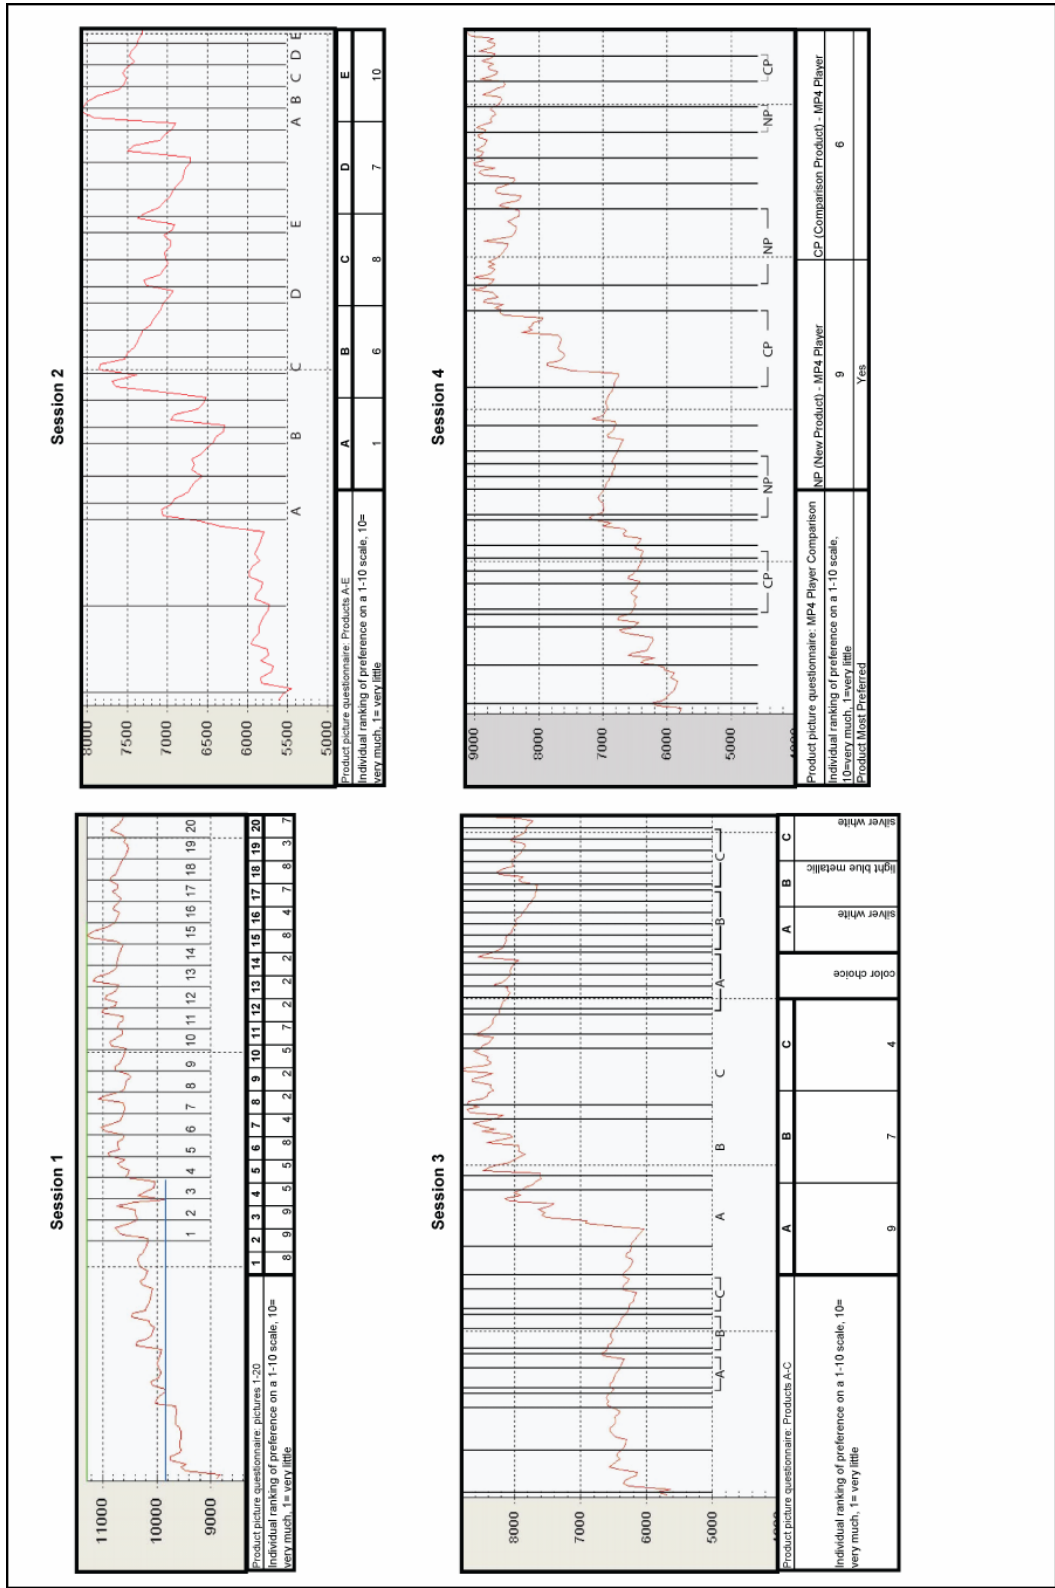 Session 1
11000
10000
9000
1 2 3 4 5 6 7 8 9 10 11 12 13 14 15 16 17 18 19 20
Product picture questionnaire: pictures 1-20 1 2 3 4 5 6 7 8 9 10 11 12 13 14 15 16 17 18 19 20
Individual ranking of preference on a 1-10 scale, 10= 8 9 9 5 5 8 4 2 2 5 7 2 2 2 8 4 7 8 3 7
very much, 1= very little
Session 2
8000
7500
7000
6500
6000
5500
5000
A B C D E A B C D E
Product picture questionnaire: Products A-E A B C D E
Individual ranking of preference on a 1-10 scale, 10= 1 6 8 7 10
very much, 1= very little
Session 3
8000
7000
6000
5000
4000
A B C A B C A B C
Product picture questionnaire: Products A-C A B C color choice A B C
Individual ranking of preference on a 1-10 scale, 10= 9 7 4 silver white light blue metallic silver white
very much, 1= very little
Session 4
9000
8000
7000
6000
5000
CP NP CP NP NP CP
Product picture questionnaire: MP4 Player Comparison NP (New Product) - MP4 Player CP (Comparison Product) - MP4 Player
Individual ranking of preference on a 1-10 scale, 9 6
10=very much, 1=very little
Product Most Preferred Yes